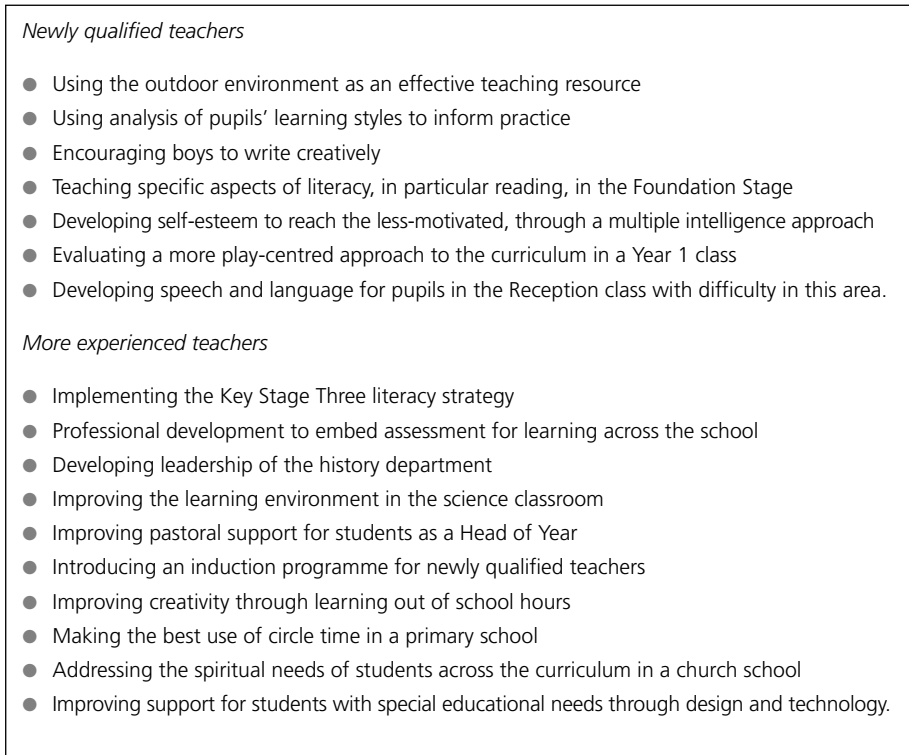 Newly qualified teachers
● Using the outdoor environment as an effective teaching resource
● Using analysis of pupils’ learning styles to inform practice
● Encouraging boys to write creatively
● Teaching specific aspects of literacy, in particular reading, in the Foundation Stage
● Developing self-esteem to reach the less-motivated, through a multiple intelligence approach
● Evaluating a more play-centred approach to the curriculum in a Year 1 class
● Developing speech and language for pupils in the Reception class with difficulty in this area.
More experienced teachers
● Implementing the Key Stage Three literacy strategy
● Professional development to embed assessment for learning across the school
● Developing leadership of the history department
● Improving the learning environment in the science classroom
● Improving pastoral support for students as a Head of Year
● Introducing an induction programme for newly qualified teachers
● Improving creativity through learning out of school hours
● Making the best use of circle time in a primary school
● Addressing the spiritual needs of students across the curriculum in a church school
● Improving support for students with special educational needs through design and technology.